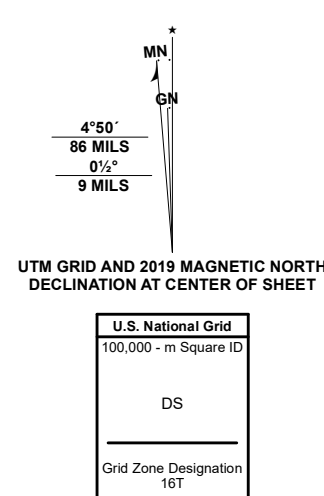 ★
MN
GN
4°50´
86 MILS
0½°
9 MILS
UTM GRID AND 2019 MAGNETIC NORTH
DECLINATION AT CENTER OF SHEET
U.S. National Grid
100,000 - m Square ID
DS
Grid Zone Designation
16T